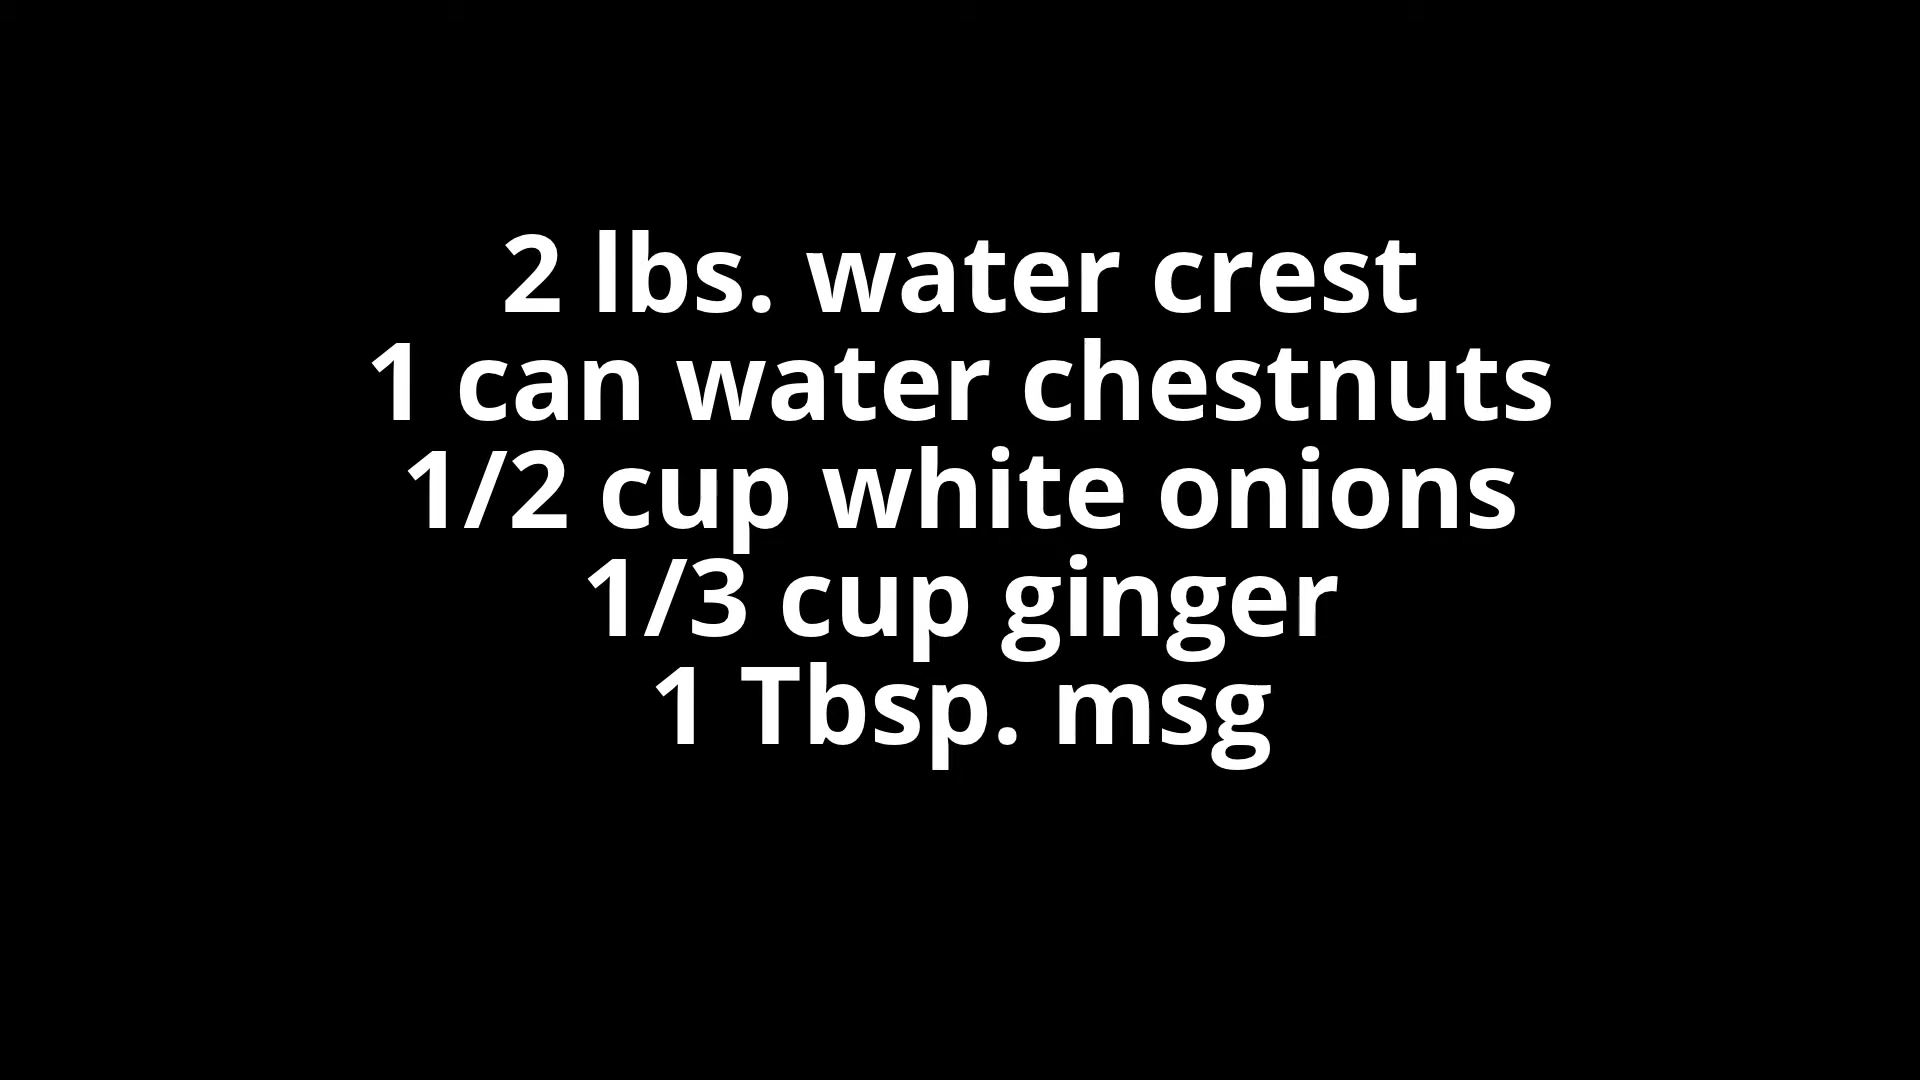 2 lbs. water crest
1 can water chestnuts
1/2 cup white onions
1/3 cup ginger
1 Tbsp. msg